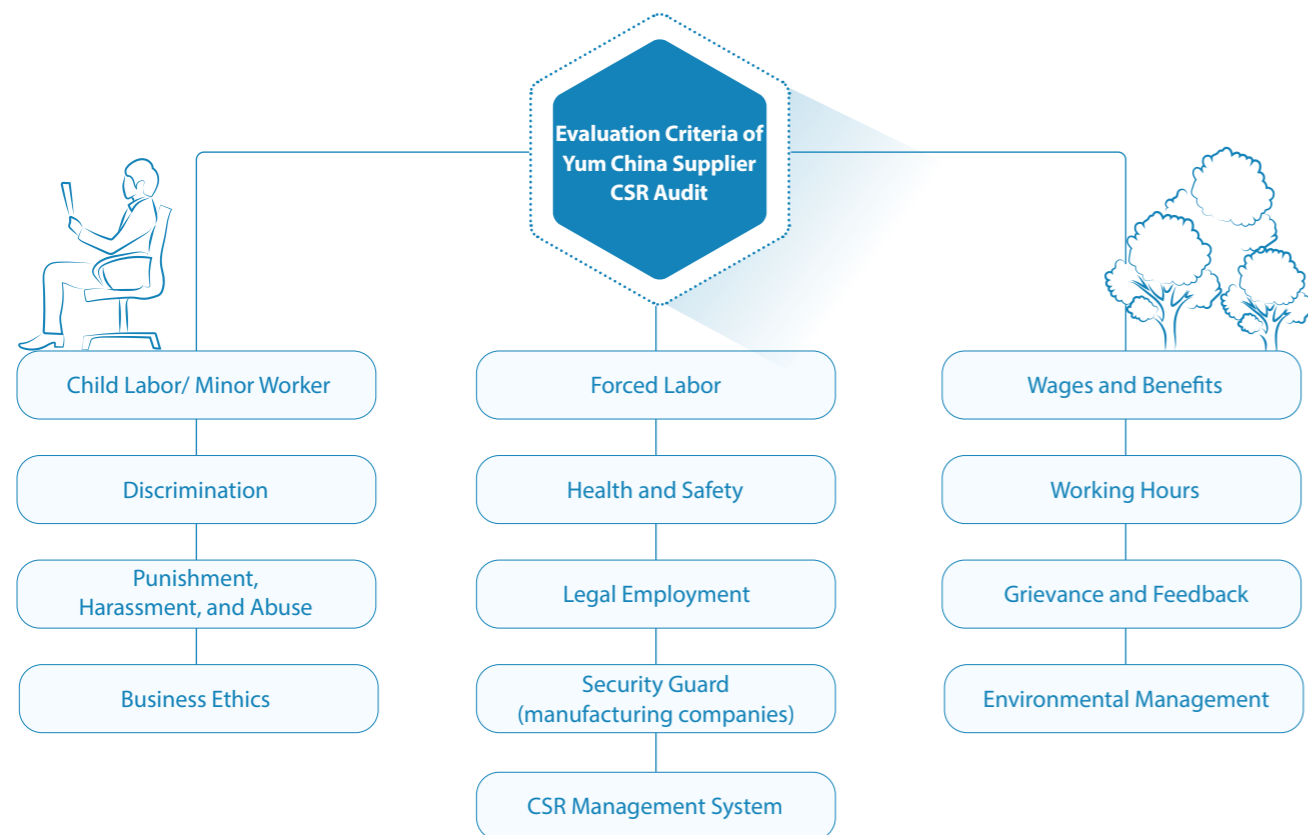 Evaluation Criteria of
Yum China Supplier
CSR Audit
Child Labor/ Minor Worker
Forced Labor
Wages and Benefits
Discrimination
Health and Safety
Working Hours
Punishment,
Harassment, and Abuse
Legal Employment
Grievance and Feedback
Business Ethics
Security Guard
(manufacturing companies)
Environmental Management
CSR Management System